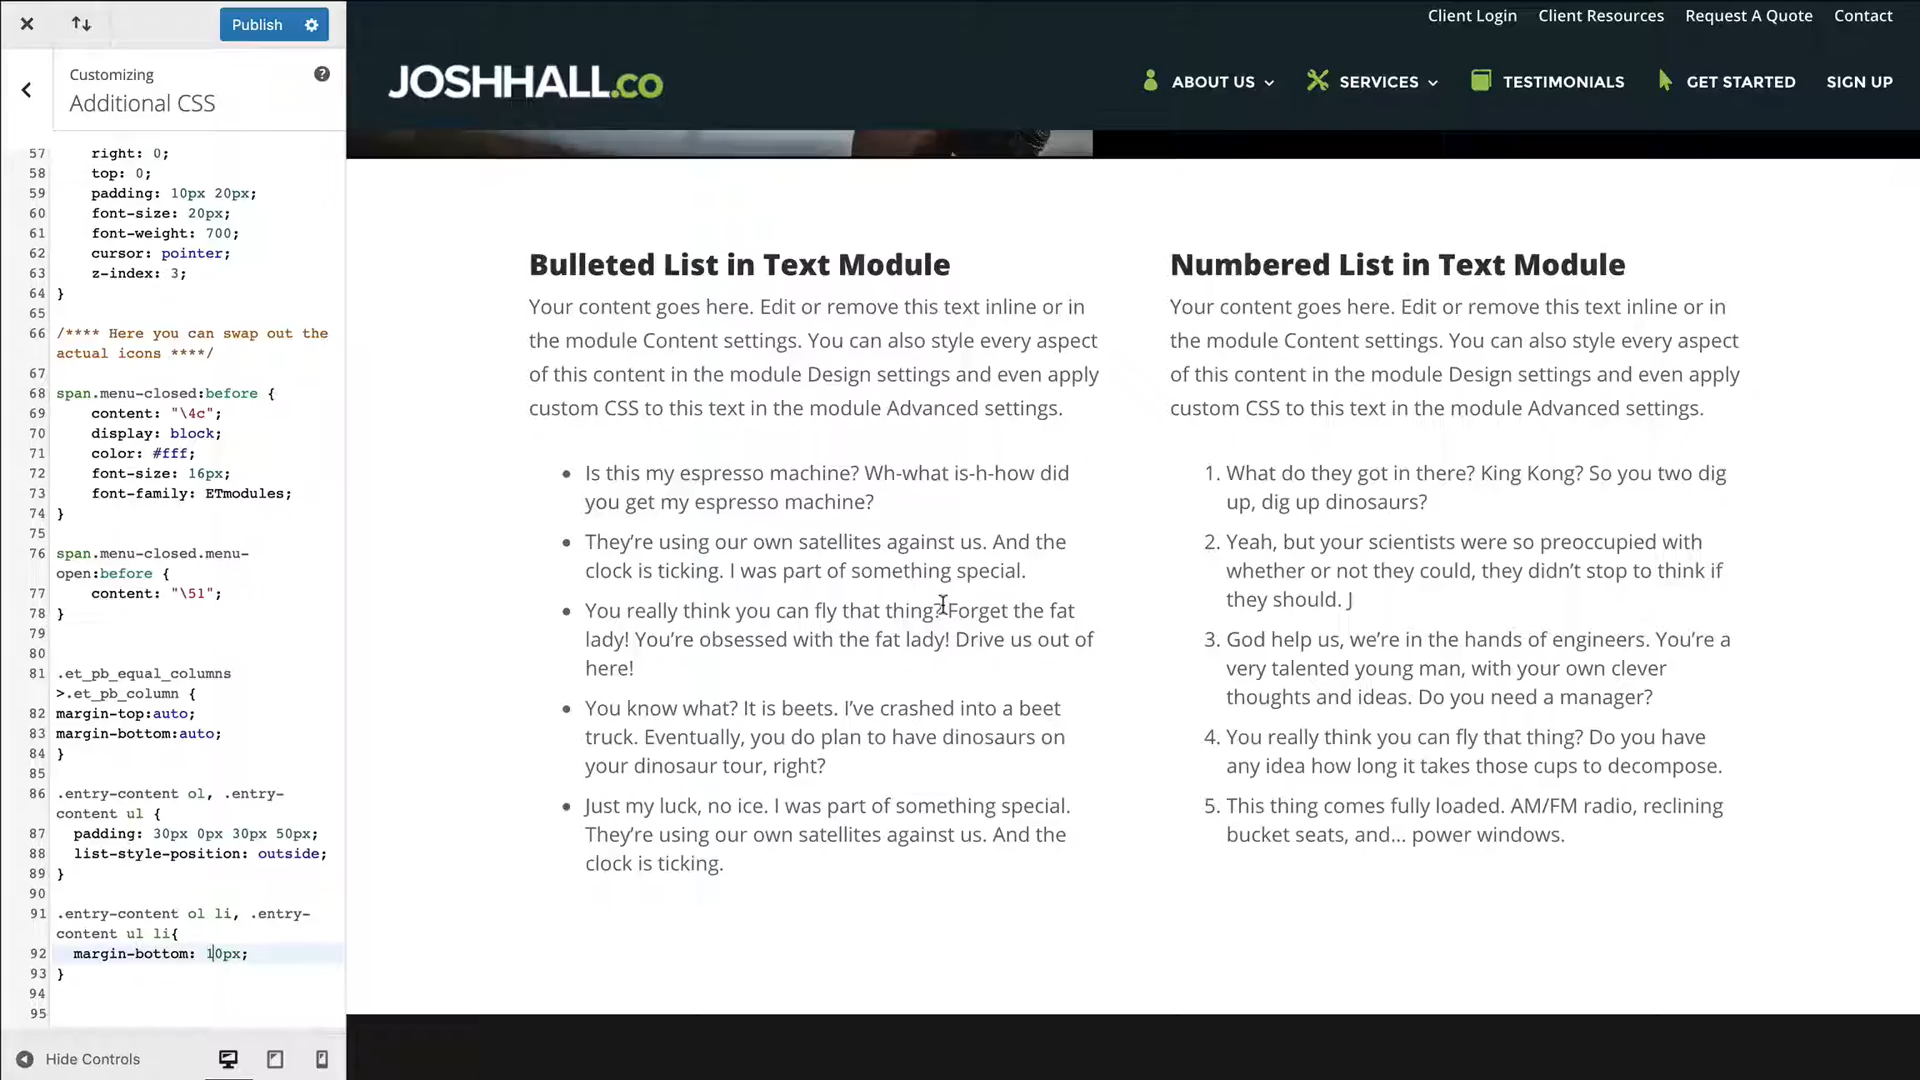 Publish
Customizing
Additional CSS
57 right: 0;
58 top: 0;
59 padding: 10px 20px;
60 font-size: 20px;
61 font-weight: 700;
62 cursor: pointer;
63 z-index: 3;
64 }
65
66 /**** Here you can swap out the
actual icons ****/
67
68 span.menu-closed:before {
69 content: "\4c";
70 display: block;
71 color: #fff;
72 font-size: 16px;
73 font-family: ETmodules;
74 }
75
76 span.menu-closed.menu-
open:before {
77 content: "\51";
78 }
79
80
81 .et_pb_equal_columns
>.et_pb_column {
82 margin-top:auto;
83 margin-bottom:auto;
84 }
85
86 .entry-content ol, .entry-
content ul {
87 padding: 30px 0px 30px 50px;
88 list-style-position: outside;
89 }
90
91 .entry-content ol li, .entry-
content ul li{
92 margin-bottom: 10px;
93 }
94
95
Hide Controls
Client Login Client Resources Request A Quote Contact
JOSHHALL.co
ABOUT US SERVICES TESTIMONIALS GET STARTED SIGN UP
Bulleted List in Text Module
Your content goes here. Edit or remove this text inline or in
the module Content settings. You can also style every aspect
of this content in the module Design settings and even apply
custom CSS to this text in the module Advanced settings.
• Is this my espresso machine? Wh-what is-h-how did
you get my espresso machine?
• They’re using our own satellites against us. And the
clock is ticking. I was part of something special.
• You really think you can fly that thing? Forget the fat
lady! You’re obsessed with the fat lady! Drive us out of
here!
• You know what? It is beets. I’ve crashed into a beet
truck. Eventually, you do plan to have dinosaurs on
your dinosaur tour, right?
• Just my luck, no ice. I was part of something special.
They’re using our own satellites against us. And the
clock is ticking.
Numbered List in Text Module
Your content goes here. Edit or remove this text inline or in
the module Content settings. You can also style every aspect
of this content in the module Design settings and even apply
custom CSS to this text in the module Advanced settings.
1. What do they got in there? King Kong? So you two dig
up, dig up dinosaurs?
2. Yeah, but your scientists were so preoccupied with
whether or not they could, they didn’t stop to think if
they should. J
3. God help us, we’re in the hands of engineers. You’re a
very talented young man, with your own clever
thoughts and ideas. Do you need a manager?
4. You really think you can fly that thing? Do you have
any idea how long it takes those cups to decompose.
5. This thing comes fully loaded. AM/FM radio, reclining
bucket seats, and… power windows.